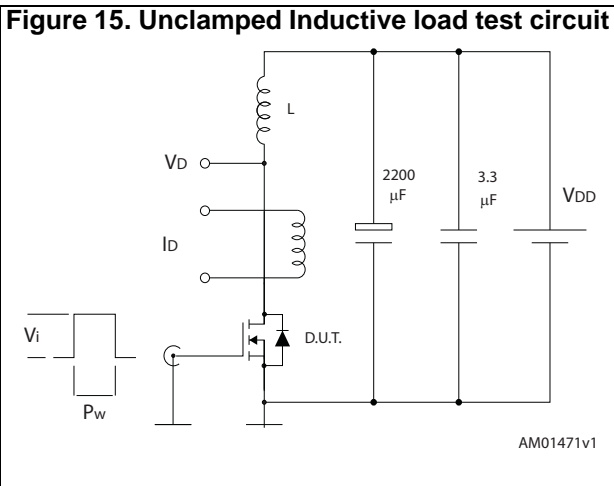 Figure 15. Unclamped Inductive load test circuit
L
VD
2200
μF
3.3
μF
VDD
ID
Vi
D.U.T.
Pw
AM01471v1